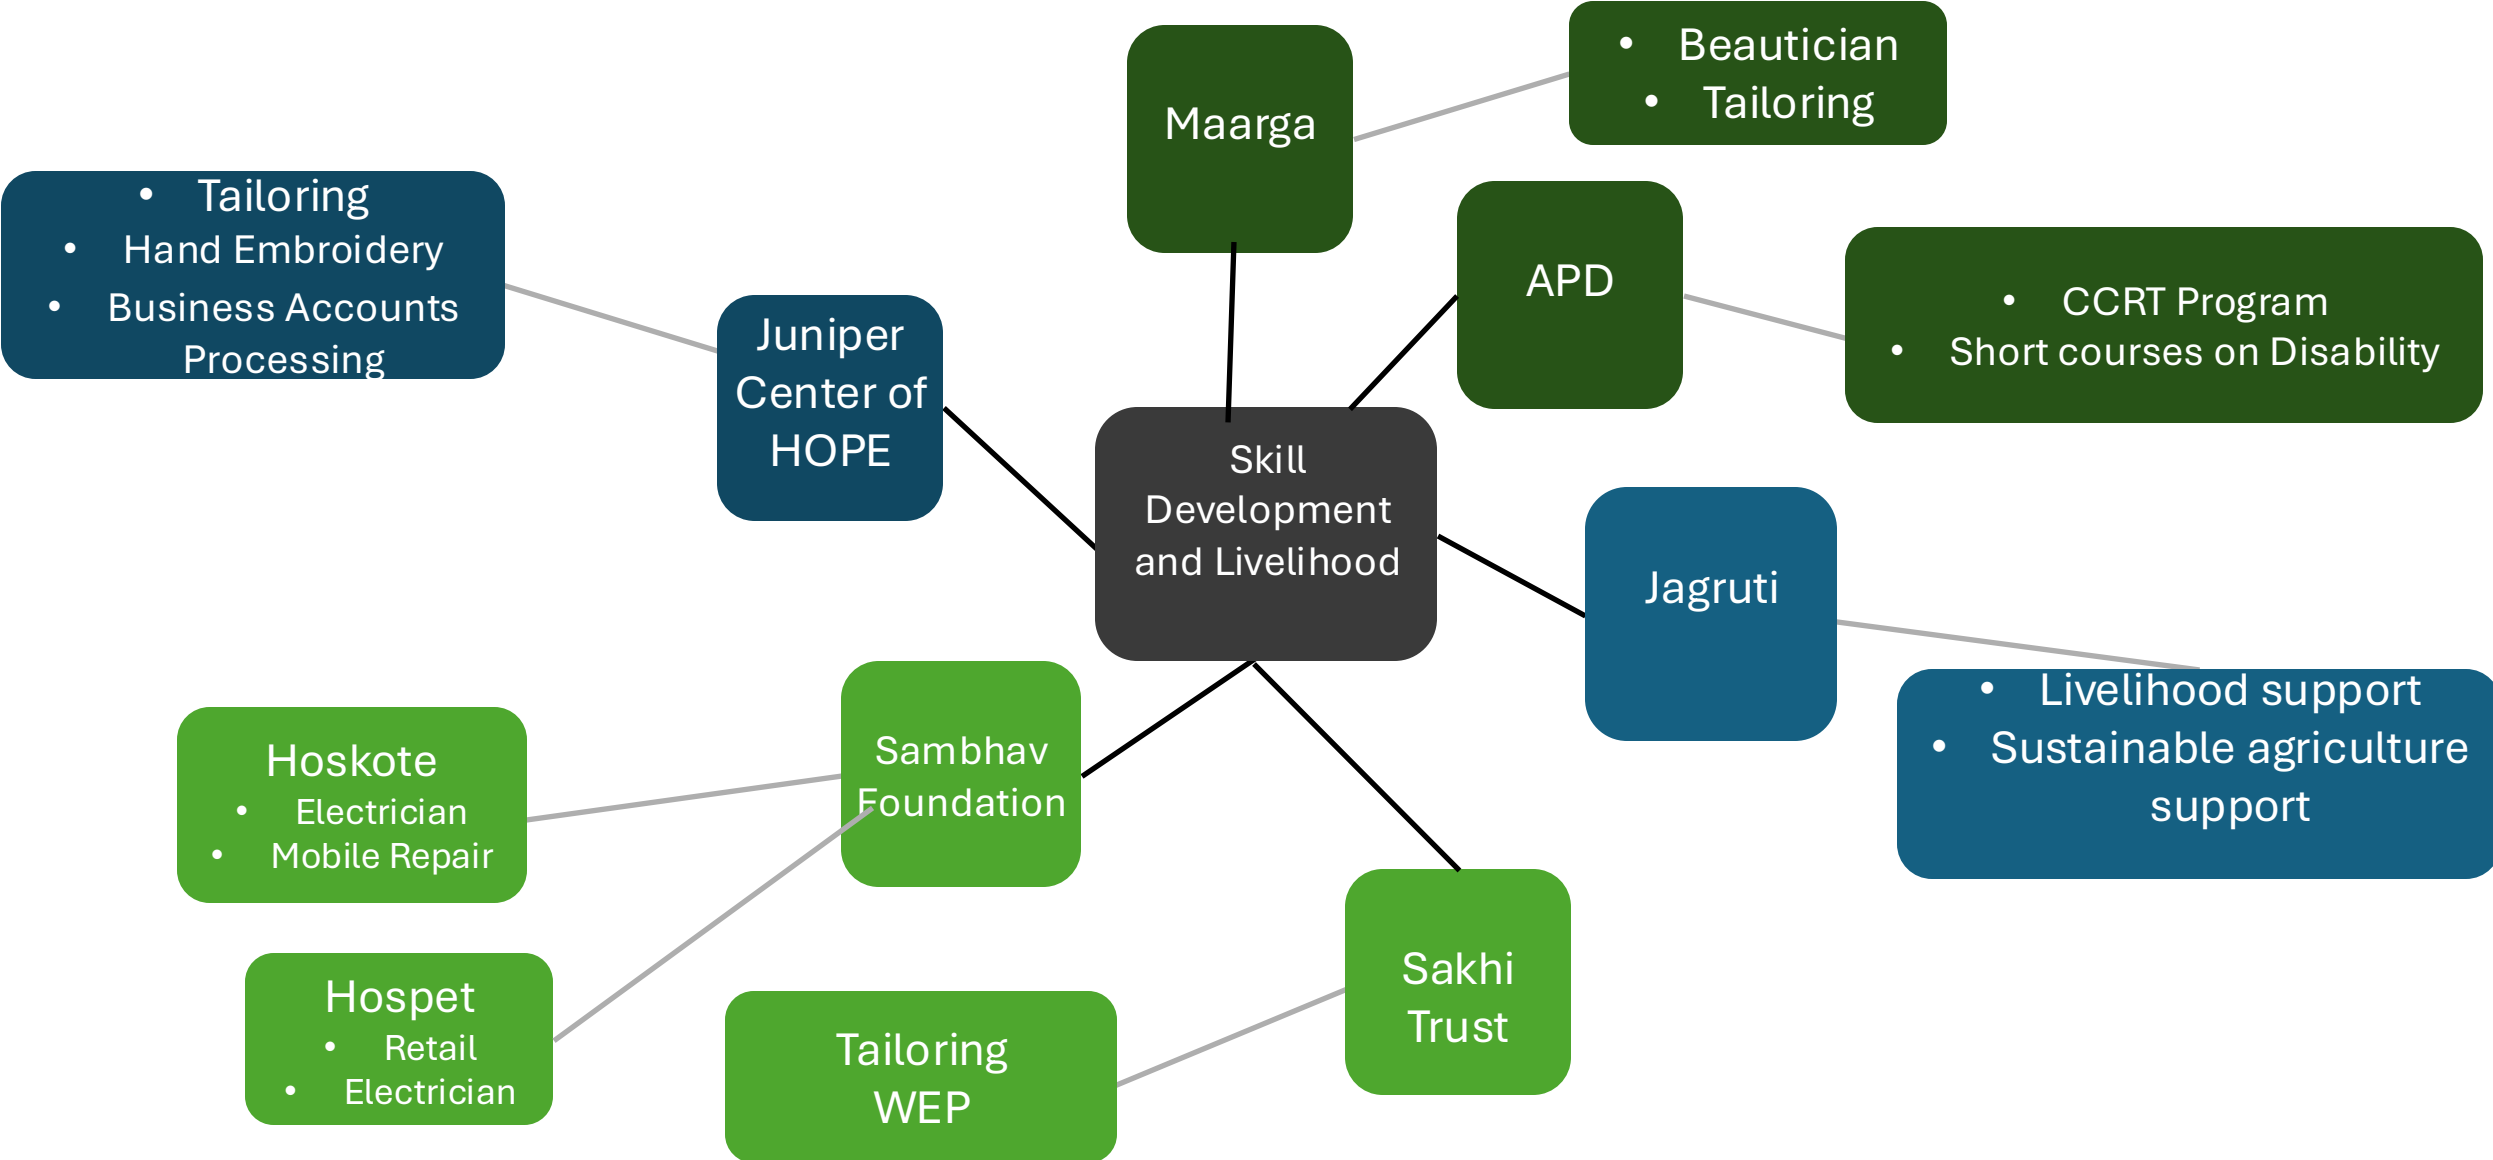 Maarga
• Beautician
• Tailoring
APD
• CCRT Program
• Short courses on Disability
• Tailoring
• Hand Embroidery
• Business Accounts
Processing
Juniper
Center of
HOPE
Skill
Development
and Livelihood
Jagruti
• Livelihood support
• Sustainable agriculture
support
Sambhav
Foundation
Hoskote
• Electrician
• Mobile Repair
Hospet
• Retail
• Electrician
Sakhi
Trust
Tailoring
WEP